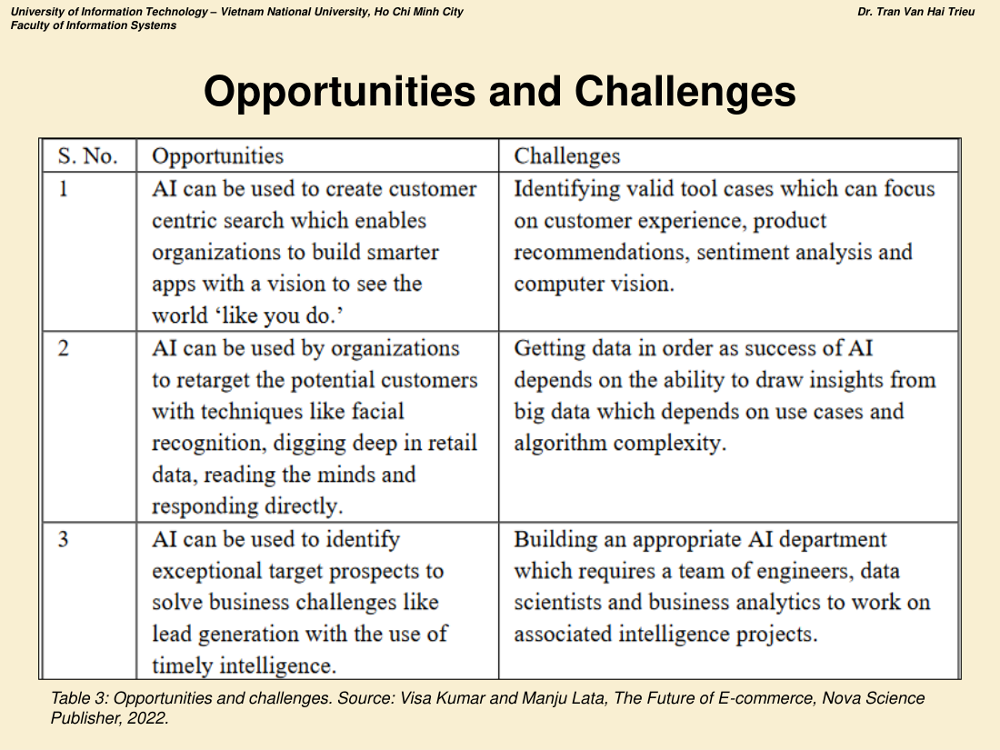 University of Information Technology – Vietnam National University, Ho Chi Minh City
Dr. Tran Van Hai Trieu
Faculty of Information Systems
Opportunities and Challenges
S. No.
Opportunities
Challenges
1
AI can be used to create customer
centric search which enables
organizations to build smarter
apps with a vision to see the
world ‘like you do.’
Identifying valid tool cases which can focus
on customer experience, product
recommendations, sentiment analysis and
computer vision.
2
AI can be used by organizations
to retarget the potential customers
with techniques like facial
recognition, digging deep in retail
data, reading the minds and
responding directly.
Getting data in order as success of AI
depends on the ability to draw insights from
big data which depends on use cases and
algorithm complexity.
3
AI can be used to identify
exceptional target prospects to
solve business challenges like
lead generation with the use of
timely intelligence.
Building an appropriate AI department
which requires a team of engineers, data
scientists and business analytics to work on
associated intelligence projects.
Table 3: Opportunities and challenges. Source: Visa Kumar and Manju Lata, The Future of E-commerce, Nova Science
Publisher, 2022.